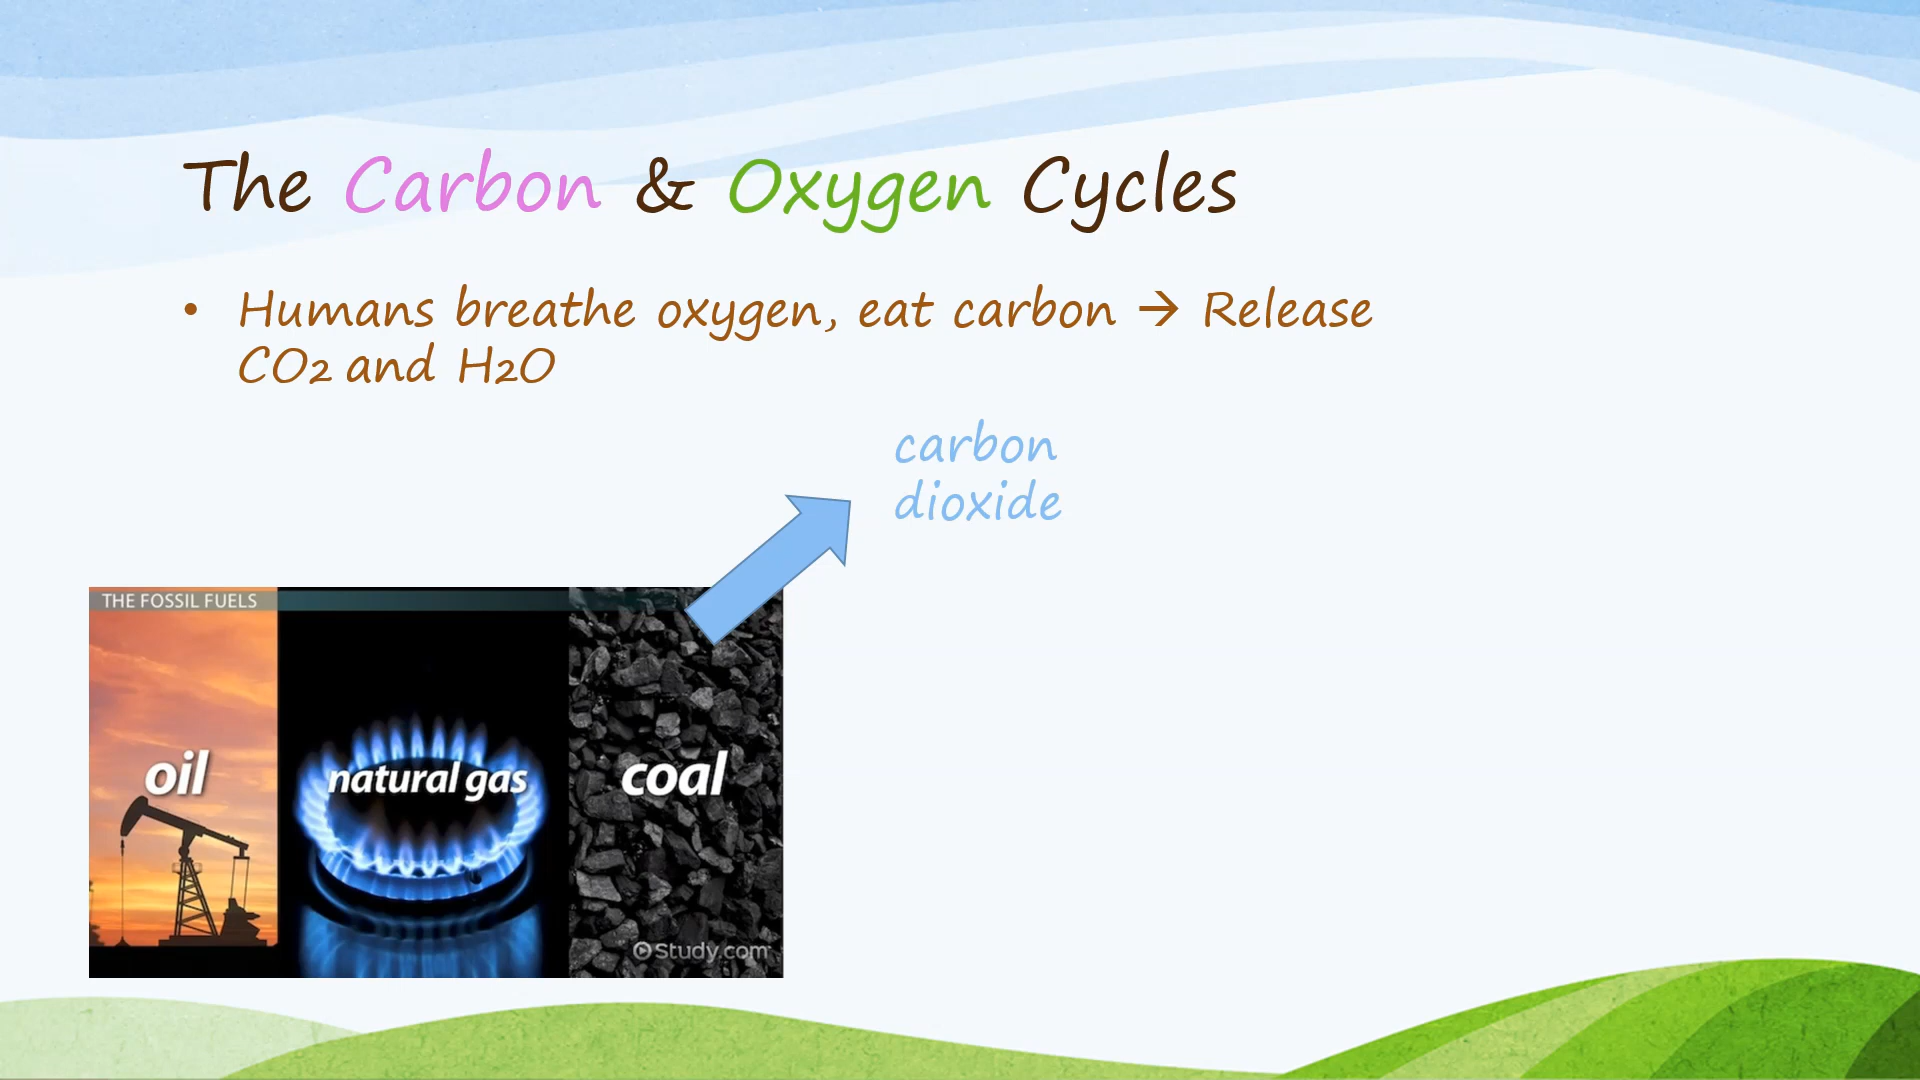 The Carbon & Oxygen Cycles
• Humans breathe oxygen, eat carbon → Release
CO2 and H2O
carbon
dioxide
THE FOSSIL FUELS
oil
natural gas
coal
Study.com